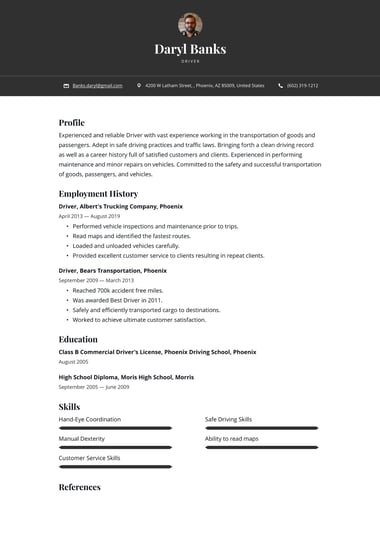 Daryl Banks
DRIVER
Banks.daryl@gmail.com
4200 W Latham Street, , Phoenix, AZ 85009, United States
(602) 319-1212
Profile
Experienced and reliable Driver with vast experience working in the transportation of goods and
passengers. Adept in safe driving practices and traffic laws. Bringing forth a clean driving record
as well as a career history full of satisfied customers and clients. Experienced in performing
maintenance and minor repairs on vehicles. Committed to the safety and successful transportation
of goods, passengers, and vehicles.
Employment History
Driver, Albert's Trucking Company, Phoenix
April 2013 — August 2019
• Performed vehicle inspections and maintenance prior to trips.
• Read maps and identified the fastest routes.
• Loaded and unloaded vehicles carefully.
• Provided excellent customer service to clients resulting in repeat clients.
Driver, Bears Transportation, Phoenix
September 2009 — March 2013
• Reached 700k accident free miles.
• Was awarded Best Driver in 2011.
• Safely and efficiently transported cargo to destinations.
• Worked to achieve ultimate customer satisfaction.
Education
Class B Commercial Driver's License, Phoenix Driving School, Phoenix
August 2005
High School Diploma, Moris High School, Morris
September 2005 — June 2009
Skills
Hand-Eye Coordination
Safe Driving Skills
Manual Dexterity
Ability to read maps
Customer Service Skills
References